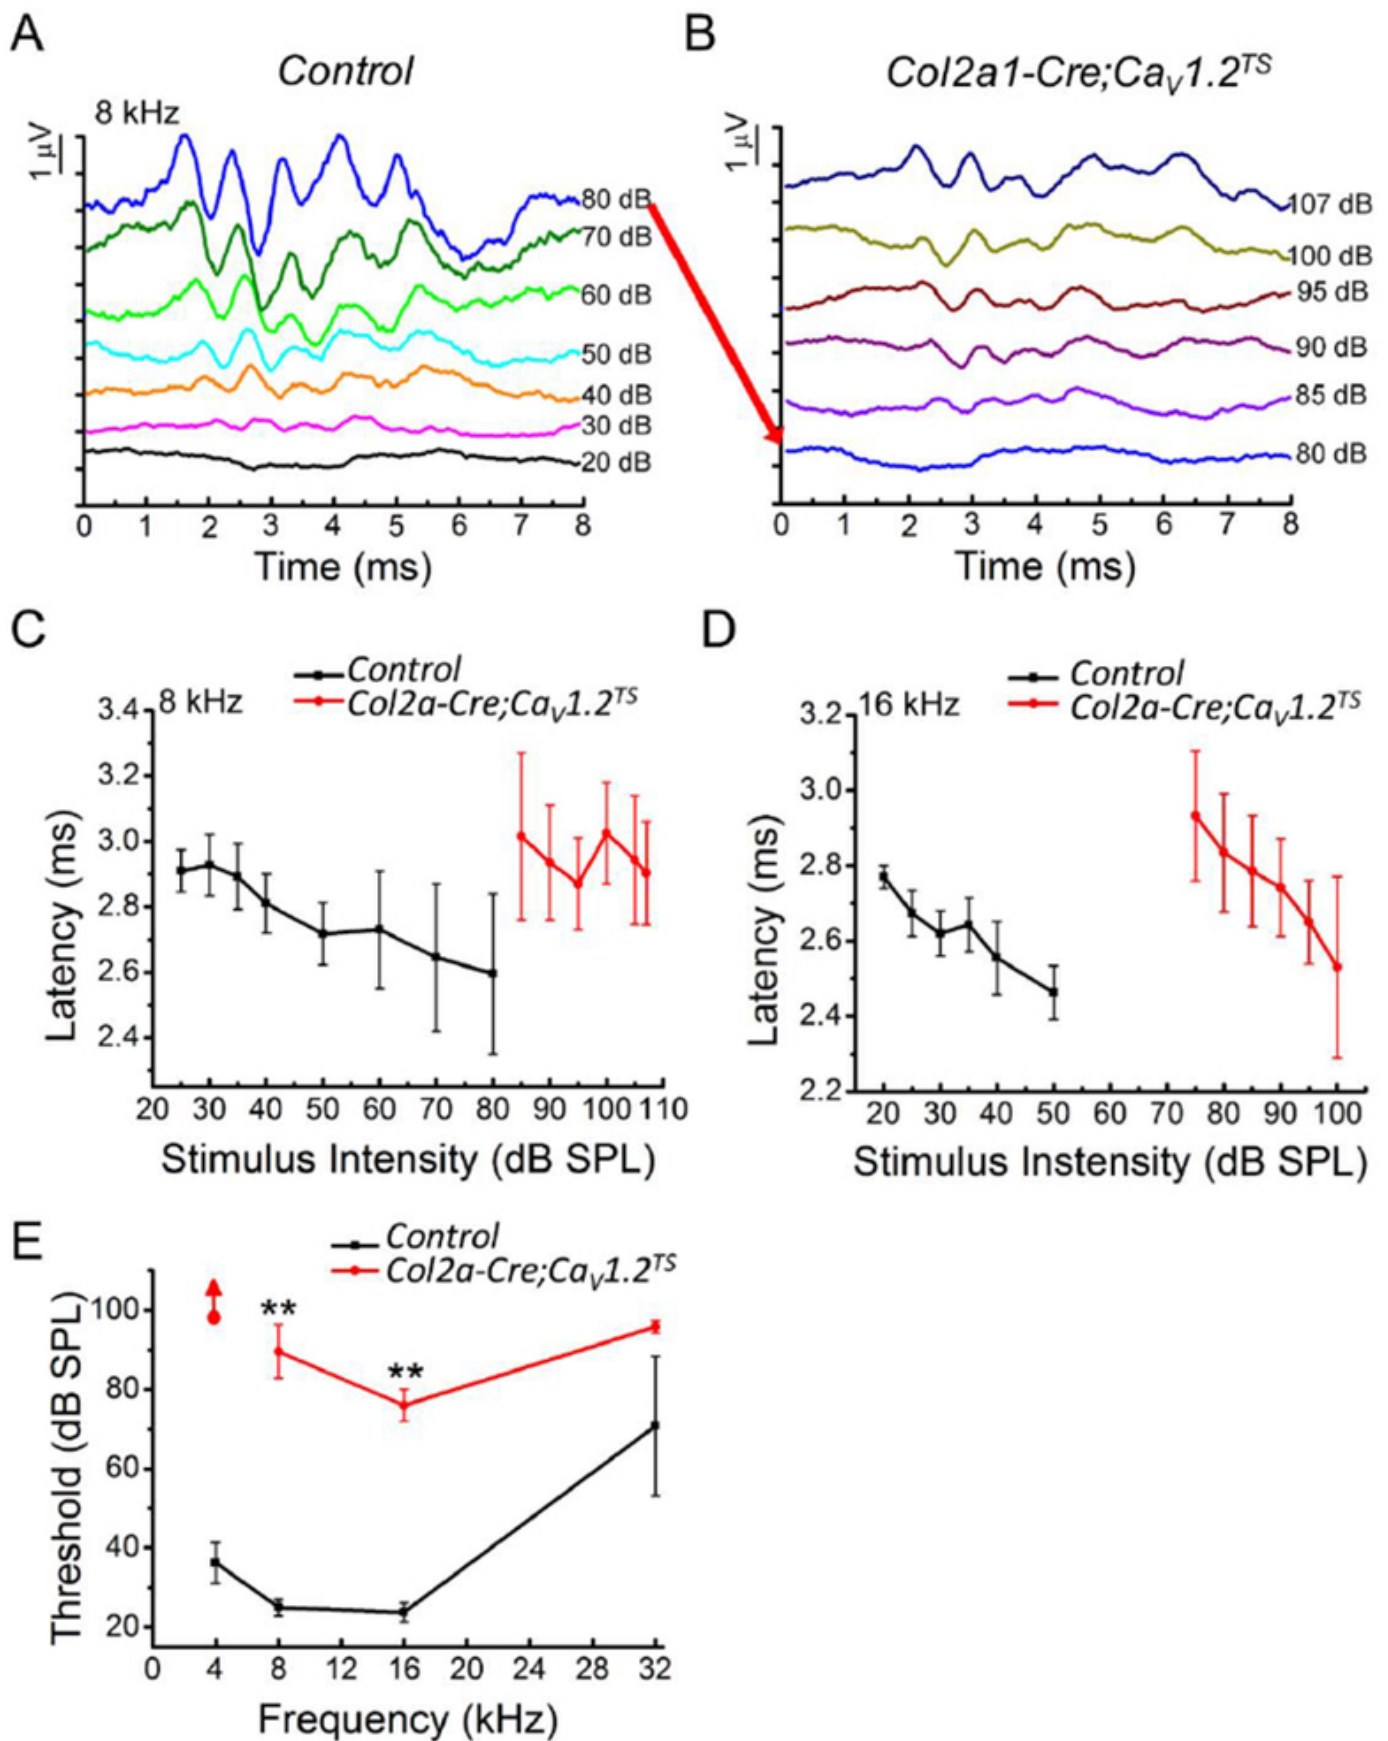 A
Control
8 kHz
1 μV
80 dB
70 dB
60 dB
50 dB
40 dB
30 dB
20 dB
0 1 2 3 4 5 6 7 8
Time (ms)
B
Col2a1-Cre;CaV1.2TS
1 μV
107 dB
100 dB
95 dB
90 dB
85 dB
80 dB
0 1 2 3 4 5 6 7 8
Time (ms)
C
Control
Col2a-Cre;CaV1.2TS
8 kHz
Latency (ms)
3.4
3.2
3.0
2.8
2.6
2.4
20 30 40 50 60 70 80 90 100 110
Stimulus Intensity (dB SPL)
D
Control
Col2a-Cre;CaV1.2TS
16 kHz
Latency (ms)
3.2
3.0
2.8
2.6
2.4
2.2
20 30 40 50 60 70 80 90 100
Stimulus Instensity (dB SPL)
E
Control
Col2a-Cre;CaV1.2TS
Threshold (dB SPL)
100
80
60
40
20
**
**
0 4 8 12 16 20 24 28 32
Frequency (kHz)